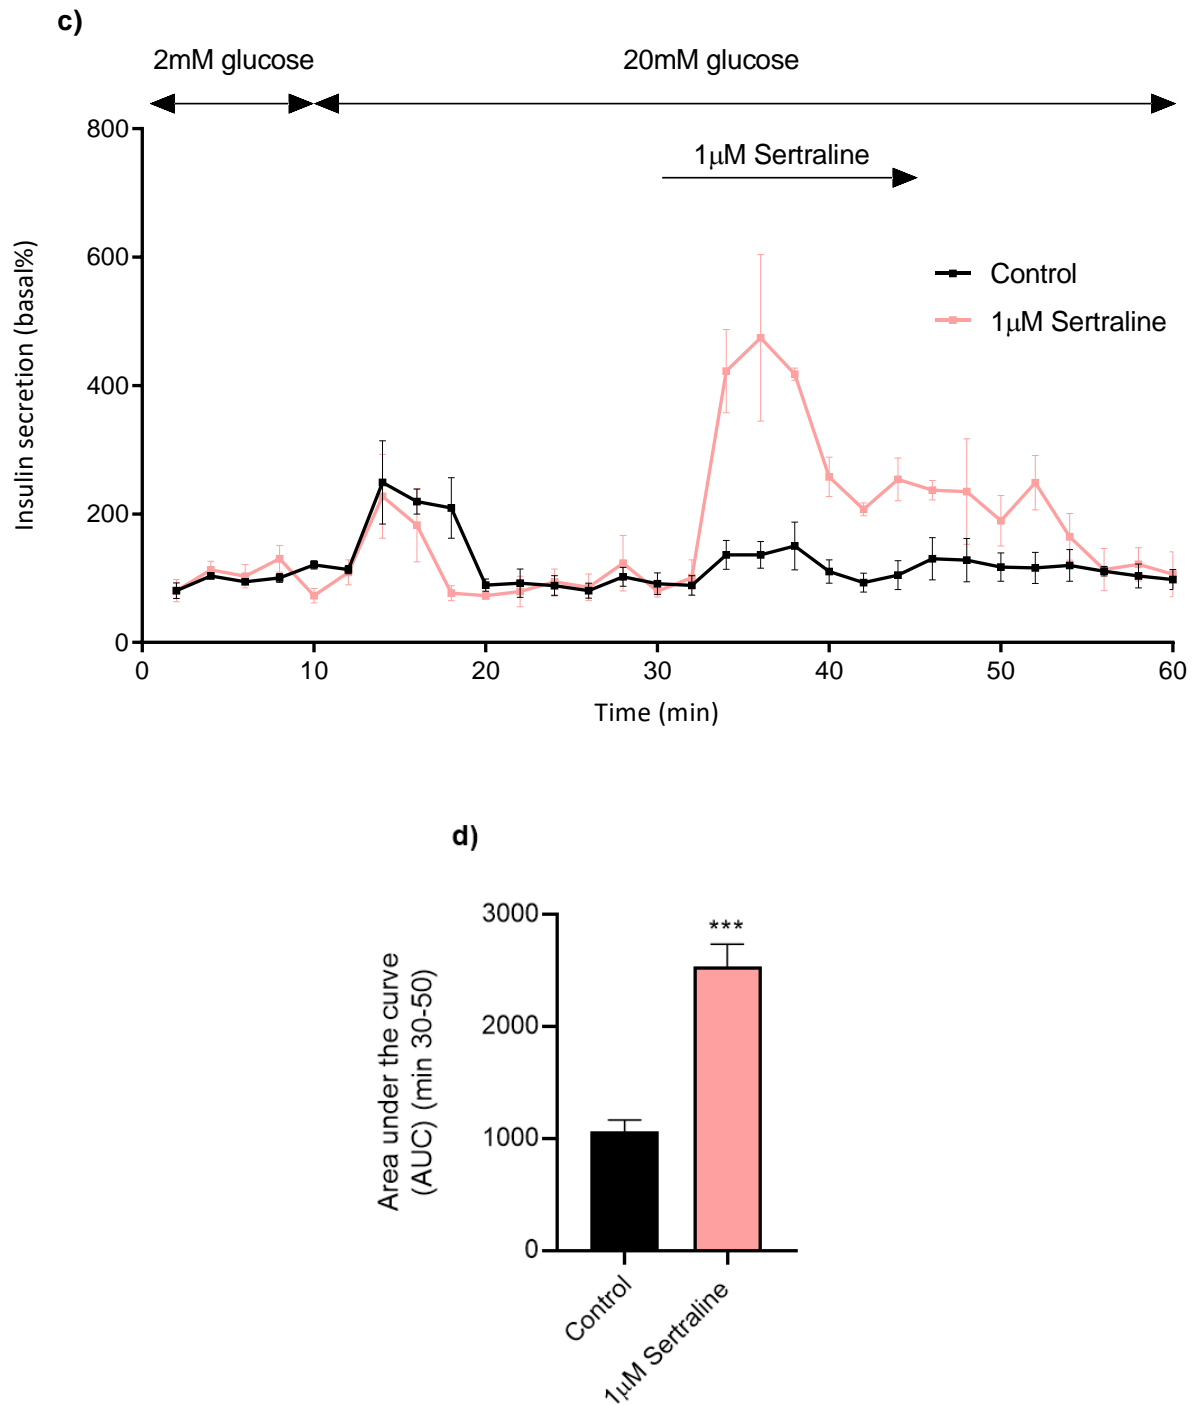 c)
2mM glucose 20mM glucose
800
1μM Sertraline
600
Control
1μM Sertraline
400
200
0
Insulin secretion (basal%)
0 10 20 30 40 50 60
Time (min)
d)
3000
***
2000
1000
0
Area under the curve
(AUC) (min 30-50)
Control
1μM Sertraline